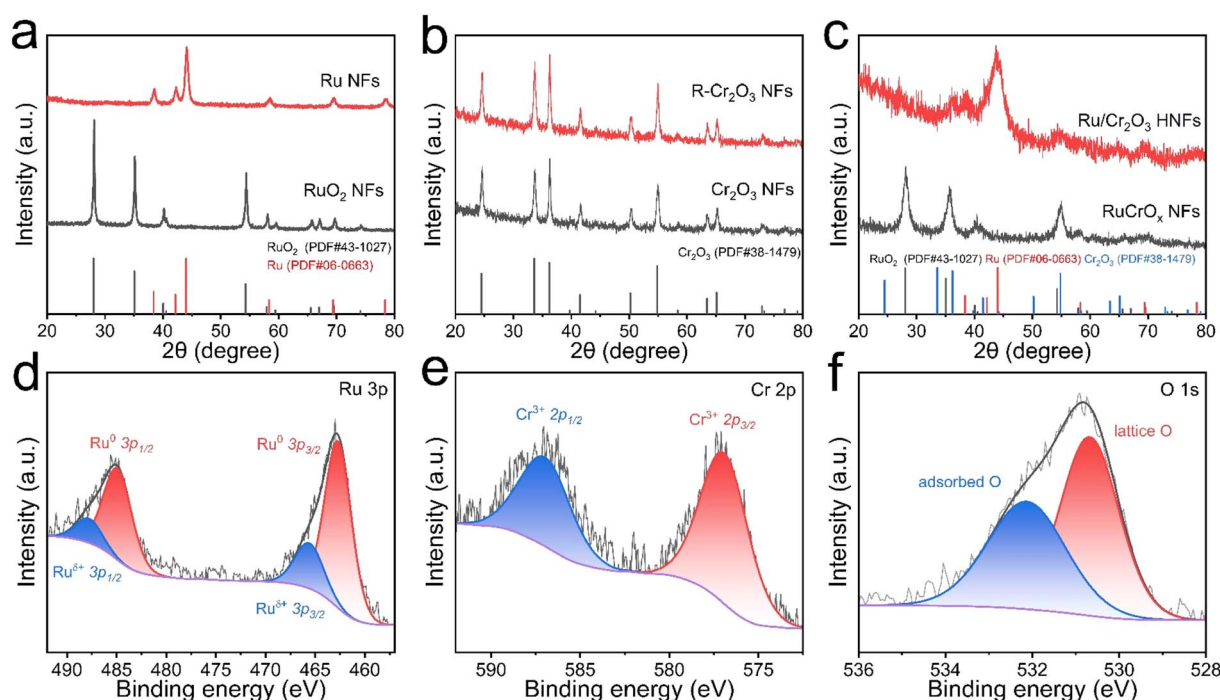 a
Intensity (a.u.)
Ru NFs
RuO₂ NFs
RuO₂ (PDF#43-1027)
Ru (PDF#06-0663)
20 30 40 50 60 70 80
2θ (degree)
b
Intensity (a.u.)
R-Cr₂O₃ NFs
Cr₂O₃ NFs
Cr₂O₃ (PDF#38-1479)
20 30 40 50 60 70 80
2θ (degree)
c
Intensity (a.u.)
Ru/Cr₂O₃ HNFs
RuCrOₓ NFs
RuO₂ (PDF#43-1027) Ru (PDF#06-0663) Cr₂O₃ (PDF#38-1479)
20 30 40 50 60 70 80
2θ (degree)
d
Ru 3p
Intensity (a.u.)
Ru⁰ 3p₁/₂
Ru⁰ 3p₃/₂
Ruᵟ⁺ 3p₁/₂
Ruᵟ⁺ 3p₃/₂
490 485 475 470 465 460
Binding energy (eV)
e
Cr 2p
Intensity (a.u.)
Cr³⁺ 2p₁/₂
Cr³⁺ 2p₃/₂
590 585 580 575
Binding energy (eV)
f
O 1s
Intensity (a.u.)
lattice O
adsorbed O
536 534 532 530 528
Binding energy (eV)